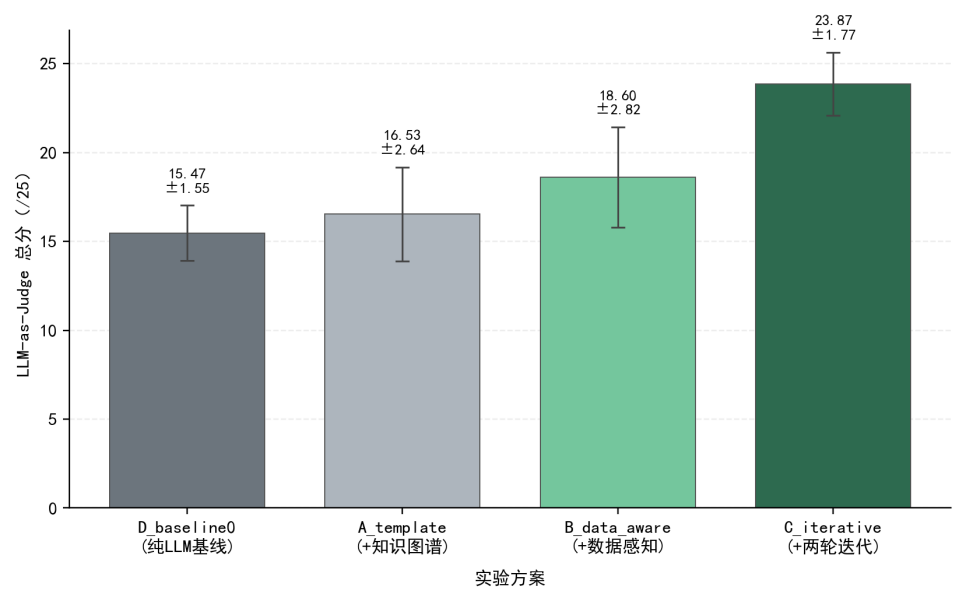 LLM-as-Judge 总分 (/25)
25
20
15
10
5
0
15.47
±1.55
16.53
±2.64
18.60
±2.82
23.87
±1.77
D_baseline0
(纯LLM基线)
A_template
(+知识图谱)
B_data_aware
(+数据感知)
C_iterative
(+两轮迭代)
实验方案